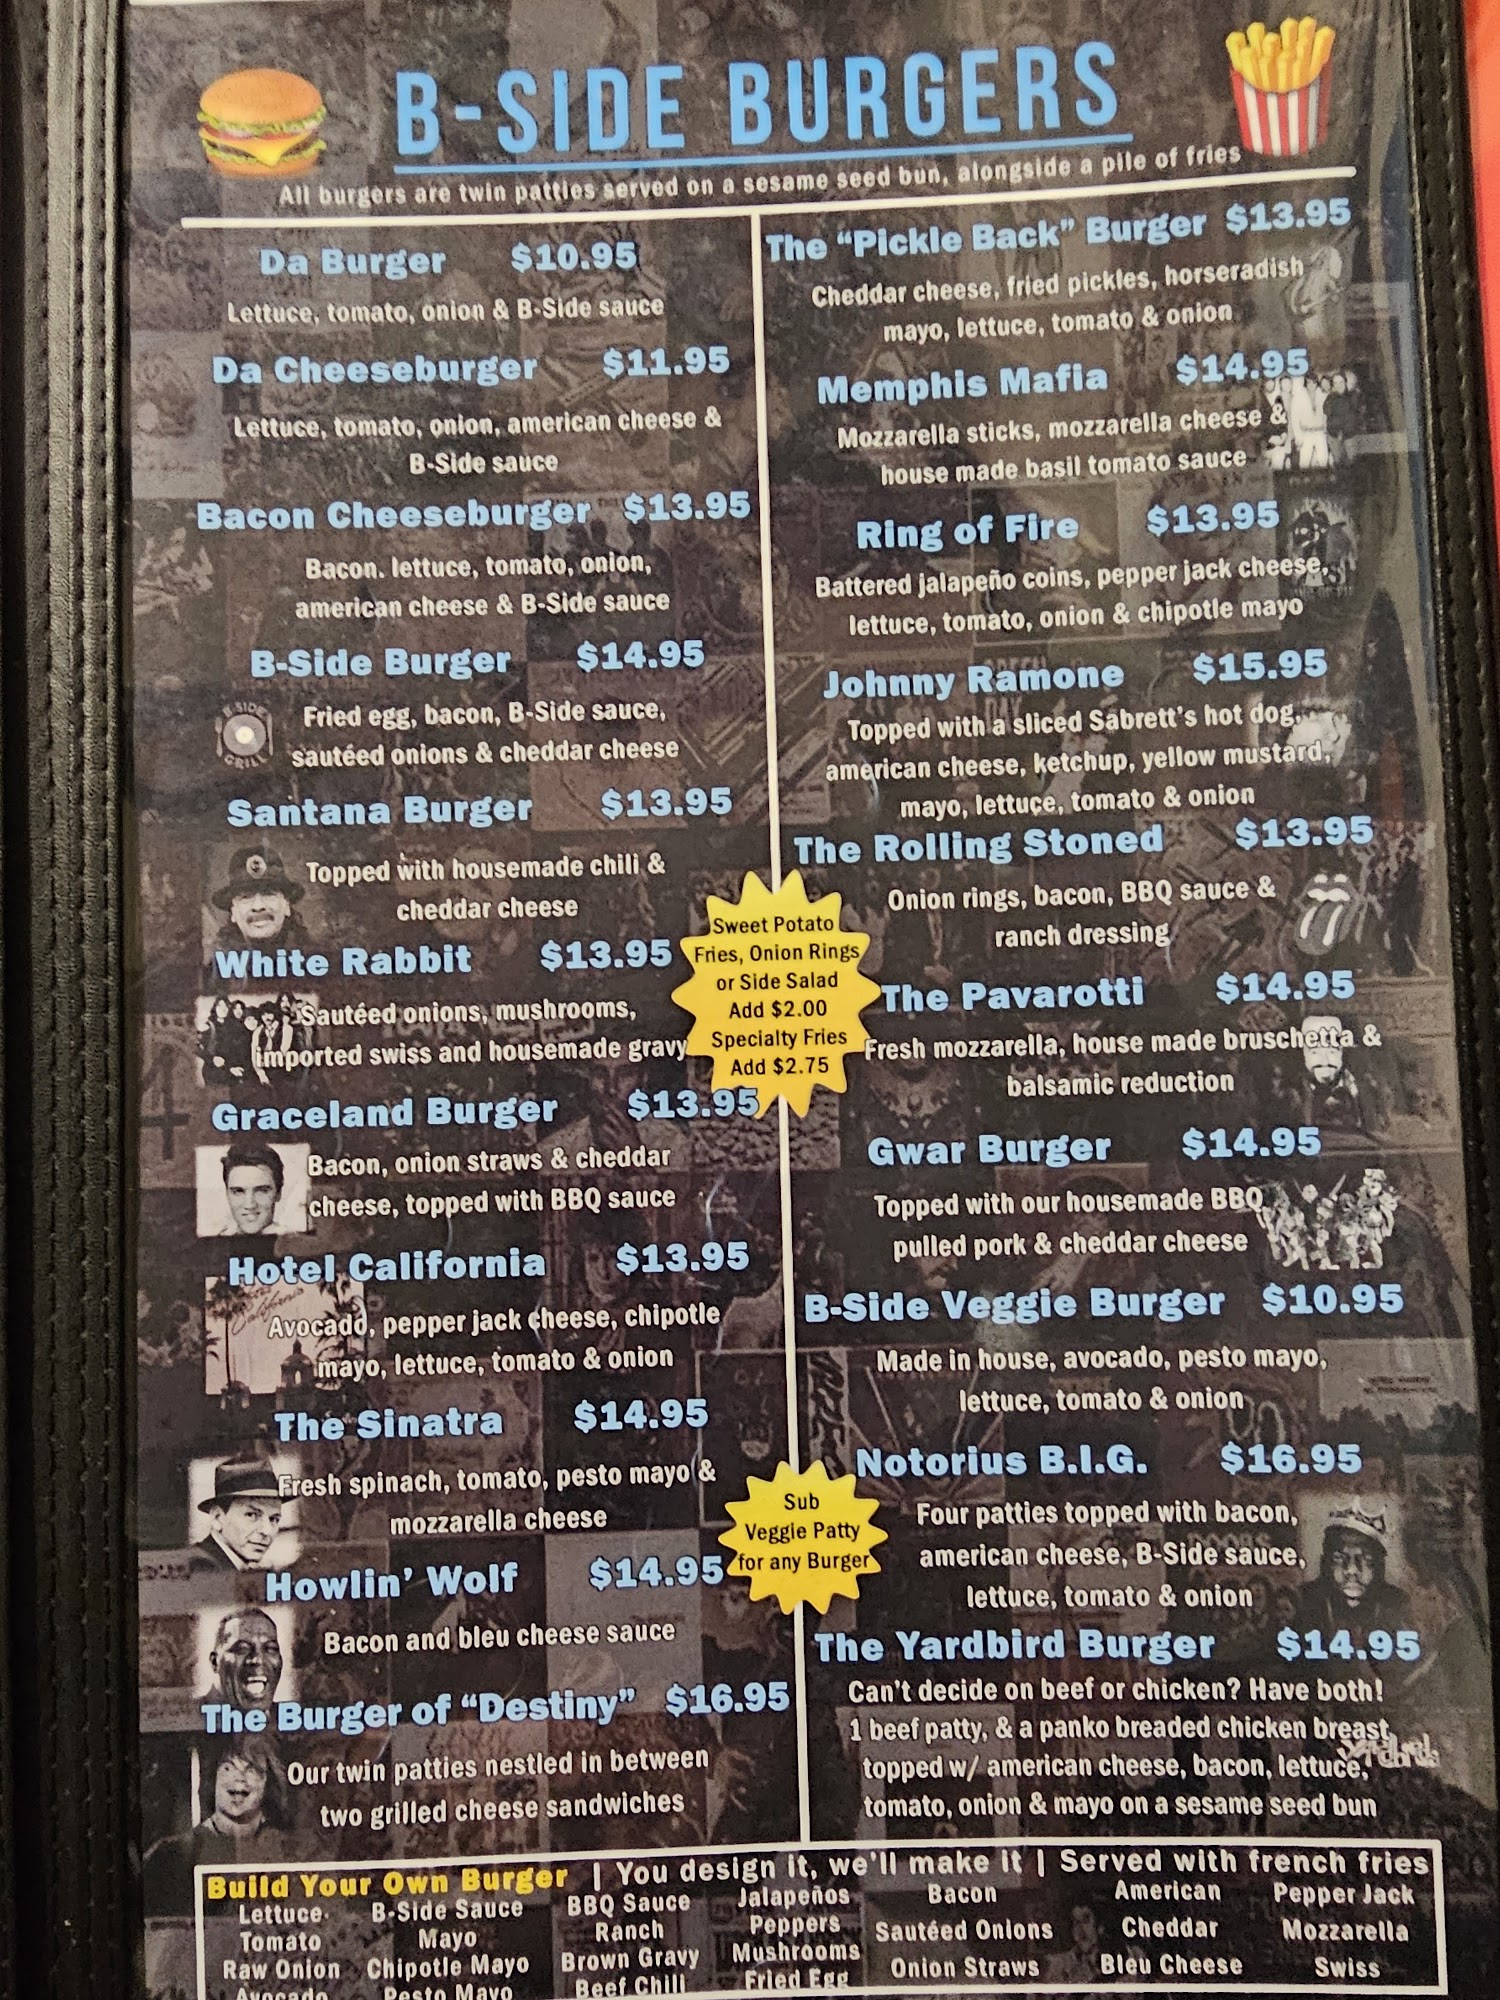 B-SIDE BURGERS
All burgers are twin patties served on a sesame seed bun, alongside a pile of fries
Da Burger $10.95
Lettuce, tomato, onion & B-Side sauce
Da Cheeseburger $11.95
Lettuce, tomato, onion, american cheese &
B-Side sauce
Bacon Cheeseburger $13.95
Bacon. lettuce, tomato, onion,
american cheese & B-Side sauce
B-Side Burger $14.95
B-SIDE
GRILL
Fried egg, bacon, B-Side sauce,
sautéed onions & cheddar cheese
Santana Burger $13.95
Topped with housemade chili &
cheddar cheese
White Rabbit $13.95
Sautéed onions, mushrooms,
imported swiss and housemade gravy
Graceland Burger $13.95
Bacon, onion straws & cheddar
cheese, topped with BBQ sauce
Hotel California $13.95
Avocado, pepper jack cheese, chipotle
mayo, lettuce, tomato & onion
The Sinatra $14.95
Fresh spinach, tomato, pesto mayo &
mozzarella cheese
Howlin' Wolf $14.95
Bacon and bleu cheese sauce
The Burger of "Destiny" $16.95
Our twin patties nestled in between
two grilled cheese sandwiches
Sweet Potato
Fries, Onion Rings
or Side Salad
Add $2.00
Specialty Fries
Add $2.75
Sub
Veggie Patty
for any Burger
The "Pickle Back" Burger $13.95
Cheddar cheese, fried pickles, horseradish
mayo, lettuce, tomato & onion
Memphis Mafia $14.95
Mozzarella sticks, mozzarella cheese &
house made basil tomato sauce
Ring of Fire $13.95
Battered jalapeño coins, pepper jack cheese,
lettuce, tomato, onion & chipotle mayo
Johnny Ramone $15.95
Topped with a sliced Sabrett's hot dog,
american cheese, ketchup, yellow mustard,
mayo, lettuce, tomato & onion
The Rolling Stoned $13.95
Onion rings, bacon, BBQ sauce &
ranch dressing
The Pavarotti $14.95
Fresh mozzarella, house made bruschetta &
balsamic reduction
Gwar Burger $14.95
Topped with our housemade BBQ
pulled pork & cheddar cheese
B-Side Veggie Burger $10.95
Made in house, avocado, pesto mayo,
lettuce, tomato & onion
Notorius B.I.G. $16.95
Four patties topped with bacon,
american cheese, B-Side sauce,
lettuce, tomato & onion
The Yardbird Burger $14.95
Can't decide on beef or chicken? Have both!
1 beef patty, & a panko breaded chicken breast
topped w/ american cheese, bacon, lettuce,
tomato, onion & mayo on a sesame seed bun
Yardbirds
Build Your Own Burger | You design it, we'll make it | Served with french fries
Lettuce B-Side Sauce BBQ Sauce Jalapeños Bacon American Pepper Jack
Tomato Mayo Ranch Peppers Sautéed Onions Cheddar Mozzarella
Raw Onion Chipotle Mayo Brown Gravy Mushrooms Onion Straws Bleu Cheese Swiss
Avocado Pesto Mayo Beef Chili Fried Egg